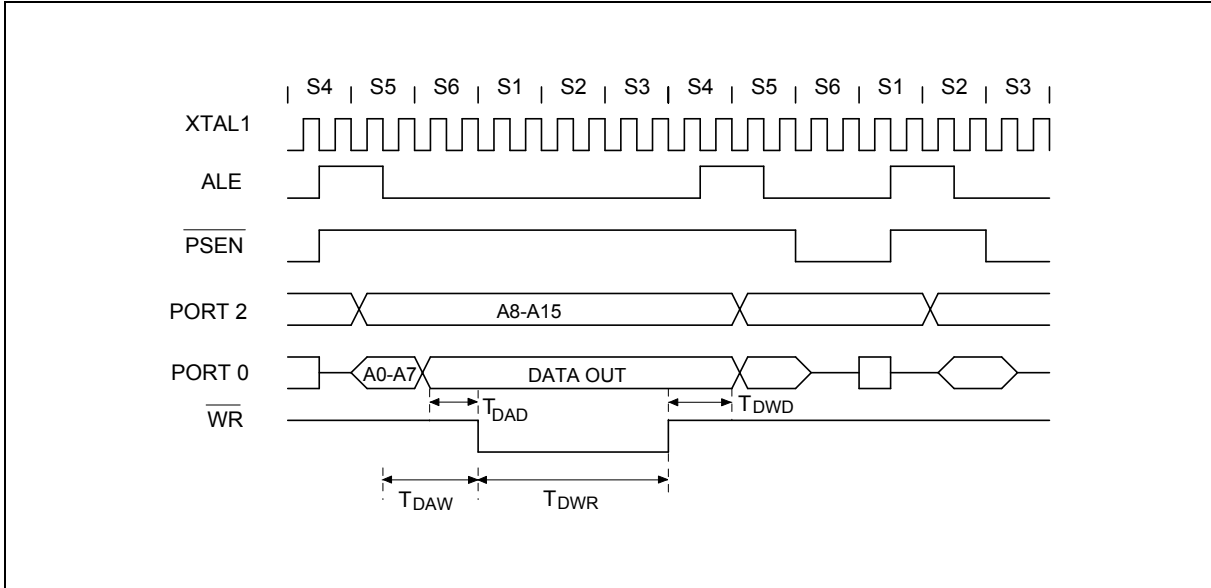 S4 S5 S6 S1 S2 S3 S4 S5 S6 S1 S2 S3
XTAL1
ALE
PSEN
PORT 2 A8-A15
PORT 0 A0-A7 DATA OUT
WR TDAD TDWD
TDAW TDWR